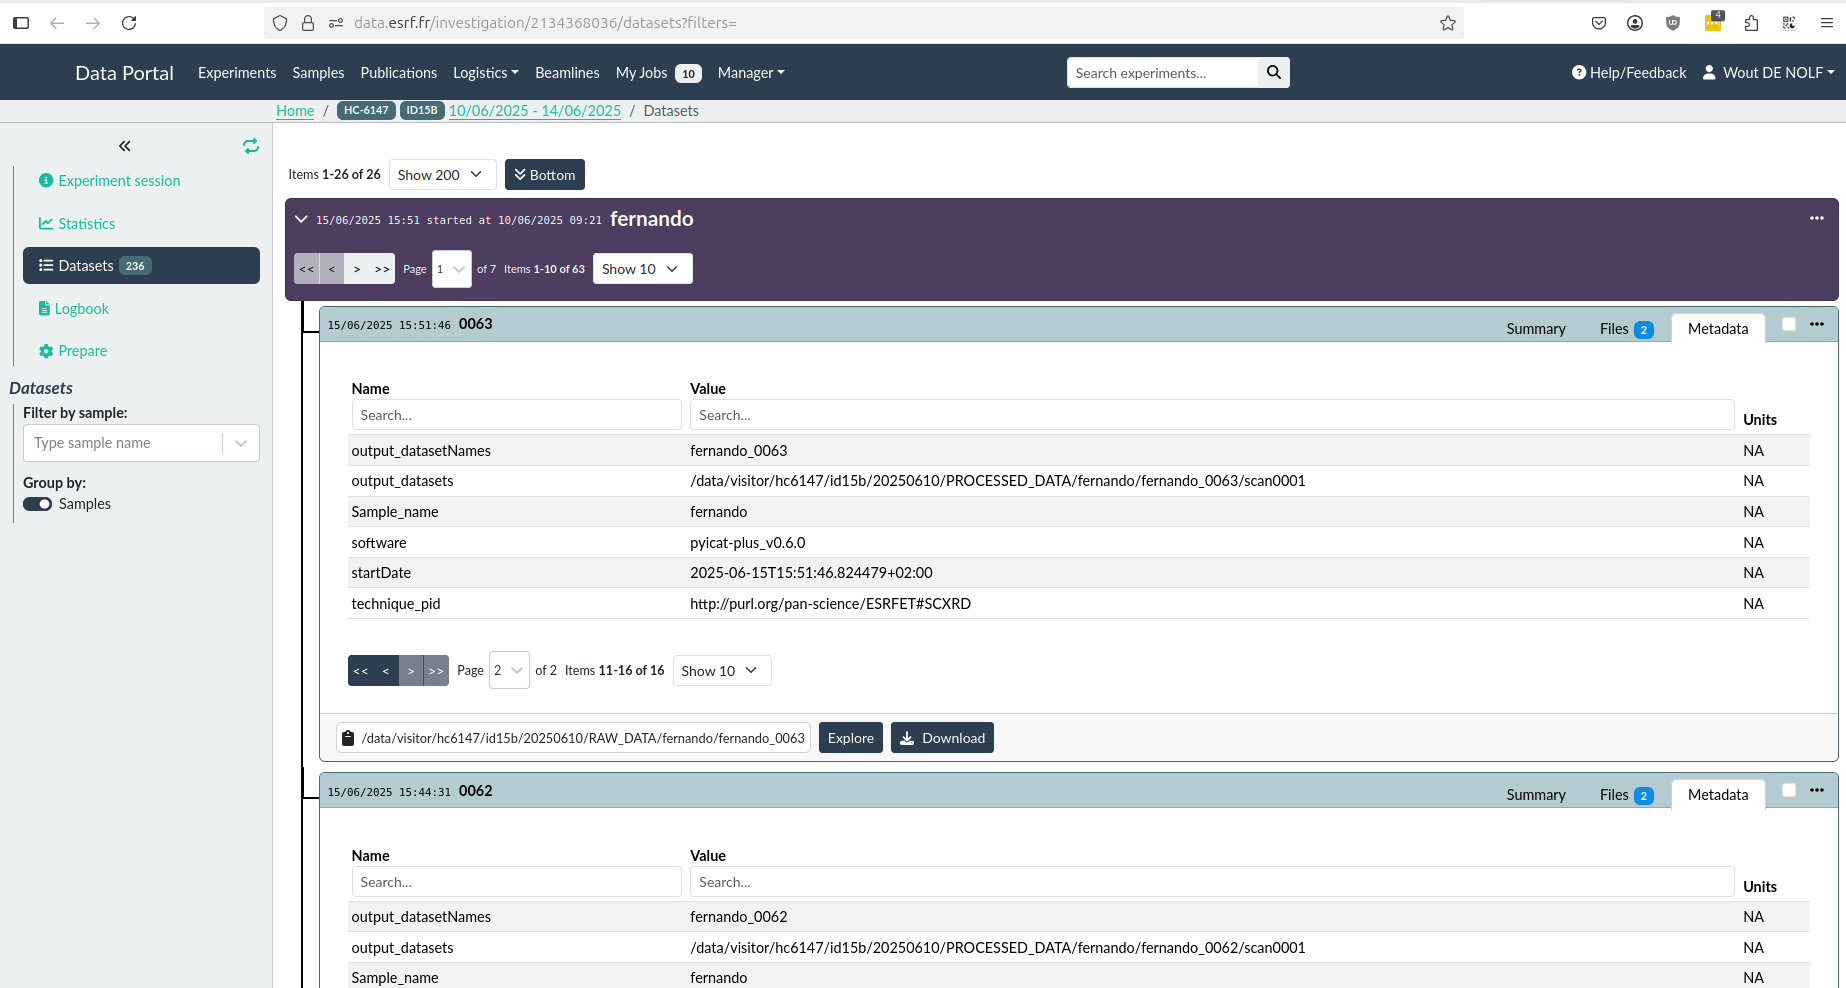 data.esrf.fr/investigation/2134368036/datasets?filters=
4
Data Portal Experiments Samples Publications Logistics Beamlines My Jobs 10 Manager Search experiments... Help/Feedback Wout DE NOLF
Home / HC-6147 ID15B 10/06/2025 - 14/06/2025 / Datasets
Experiment session
Statistics
Datasets 236
Logbook
Prepare
Datasets
Filter by sample:
Type sample name
Group by:
Samples
Items 1-26 of 26 Show 200 Bottom
15/06/2025 15:51 started at 10/06/2025 09:21 fernando
<< < > >> Page 1 of 7 Items 1-10 of 63 Show 10
15/06/2025 15:51:46 0063 Summary Files 2 Metadata
Name Value
Search... Search... Units
output_datasetNames fernando_0063 NA
output_datasets /data/visitor/hc6147/id15b/20250610/PROCESSED_DATA/fernando/fernando_0063/scan0001 NA
Sample_name fernando NA
software pyicat-plus_v0.6.0 NA
startDate 2025-06-15T15:51:46.824479+02:00 NA
technique_pid http://purl.org/pan-science/ESRFET#SCXRD NA
<< < > >> Page 2 of 2 Items 11-16 of 16 Show 10
/data/visitor/hc6147/id15b/20250610/RAW_DATA/fernando/fernando_0063 Explore Download
15/06/2025 15:44:31 0062 Summary Files 2 Metadata
Name Value
Search... Search... Units
output_datasetNames fernando_0062 NA
output_datasets /data/visitor/hc6147/id15b/20250610/PROCESSED_DATA/fernando/fernando_0062/scan0001 NA
Sample_name fernando NA